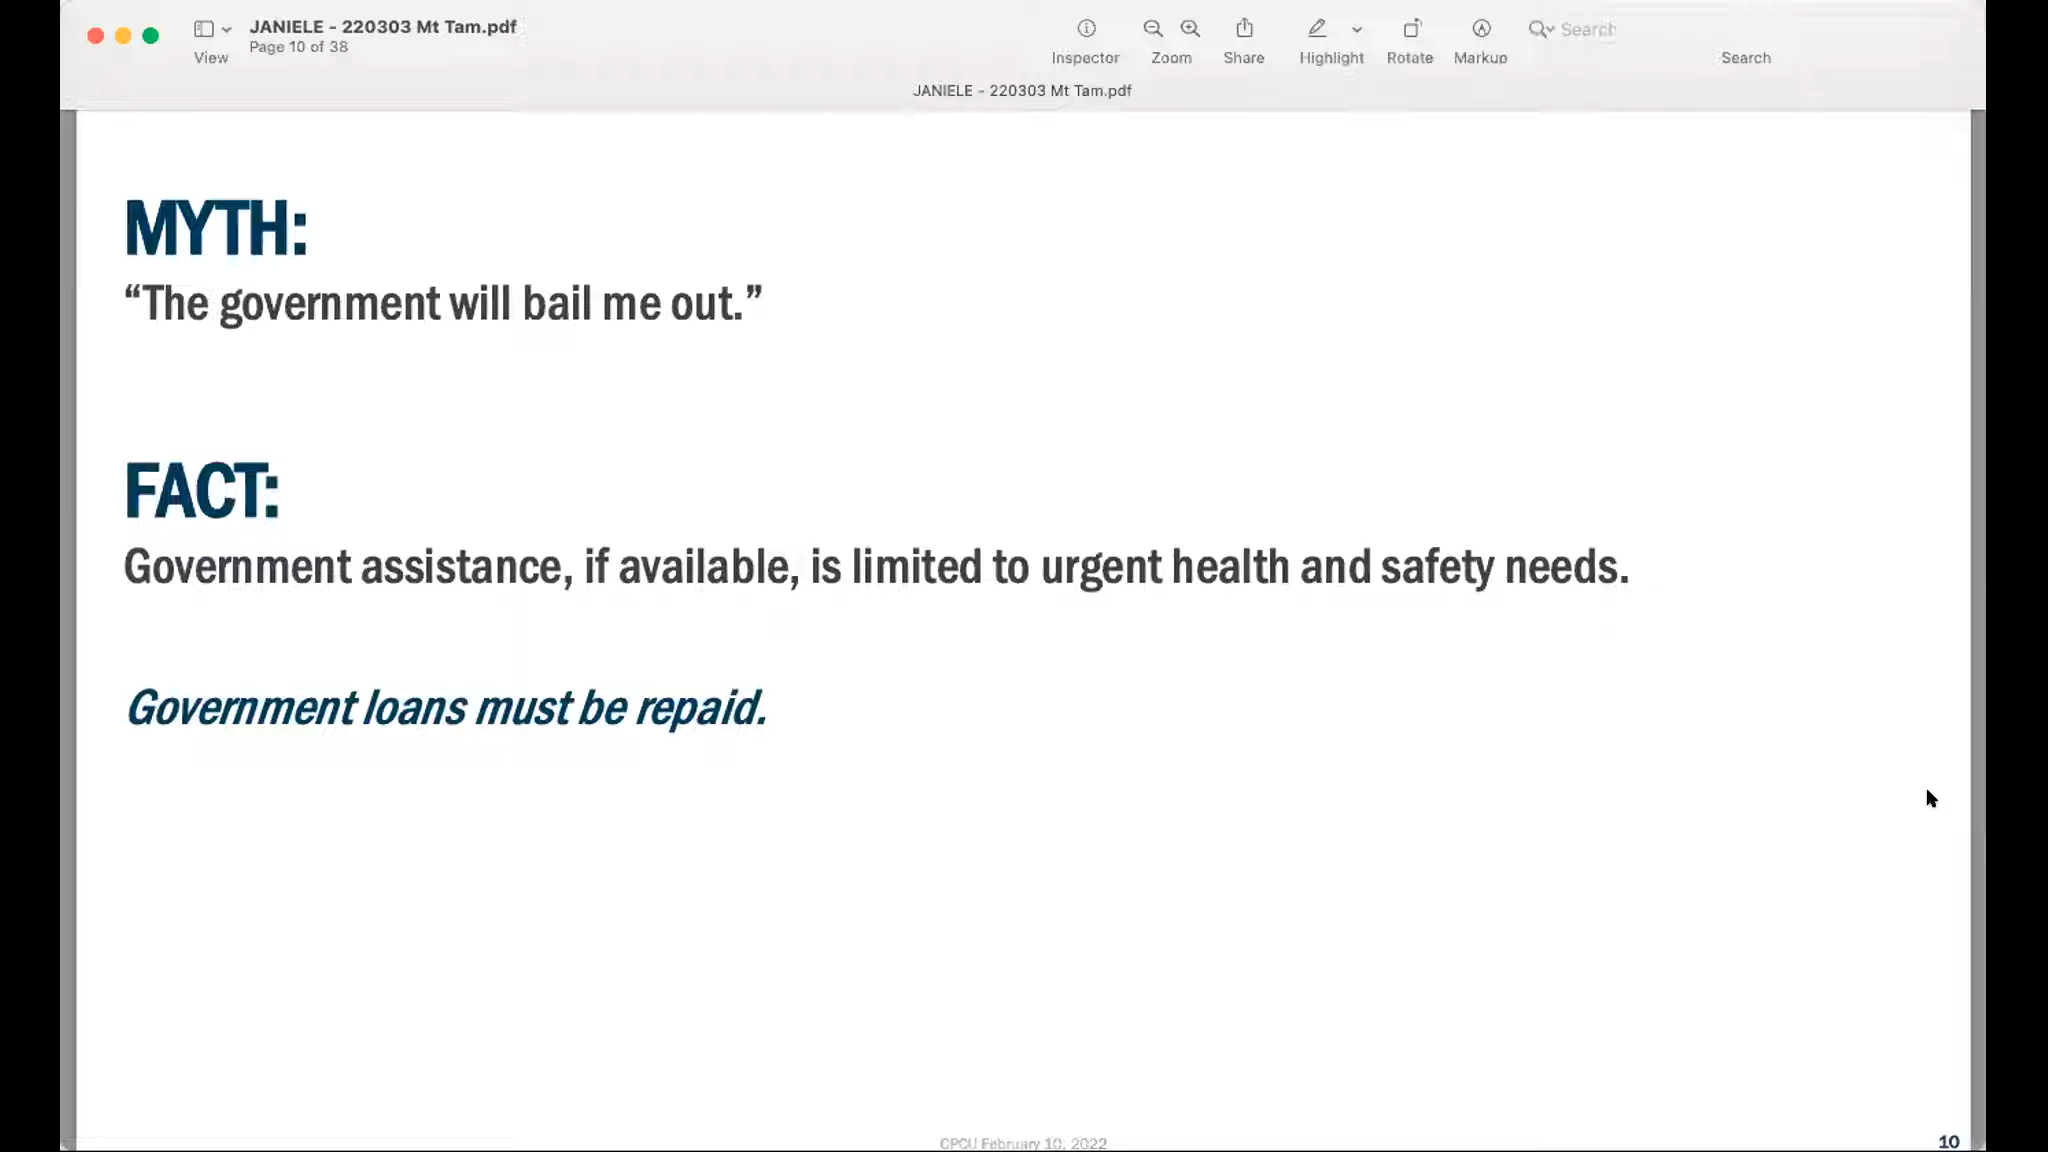 JANIELE - 220303 Mt Tam.pdf
Page 10 of 38
View
Inspector
Zoom
Share
Highlight
Rotate
Markup
Search
Search
JANIELE - 220303 Mt Tam.pdf
MYTH:
“The government will bail me out.”
FACT:
Government assistance, if available, is limited to urgent health and safety needs.
Government loans must be repaid.
CPCU February 10, 2022
10